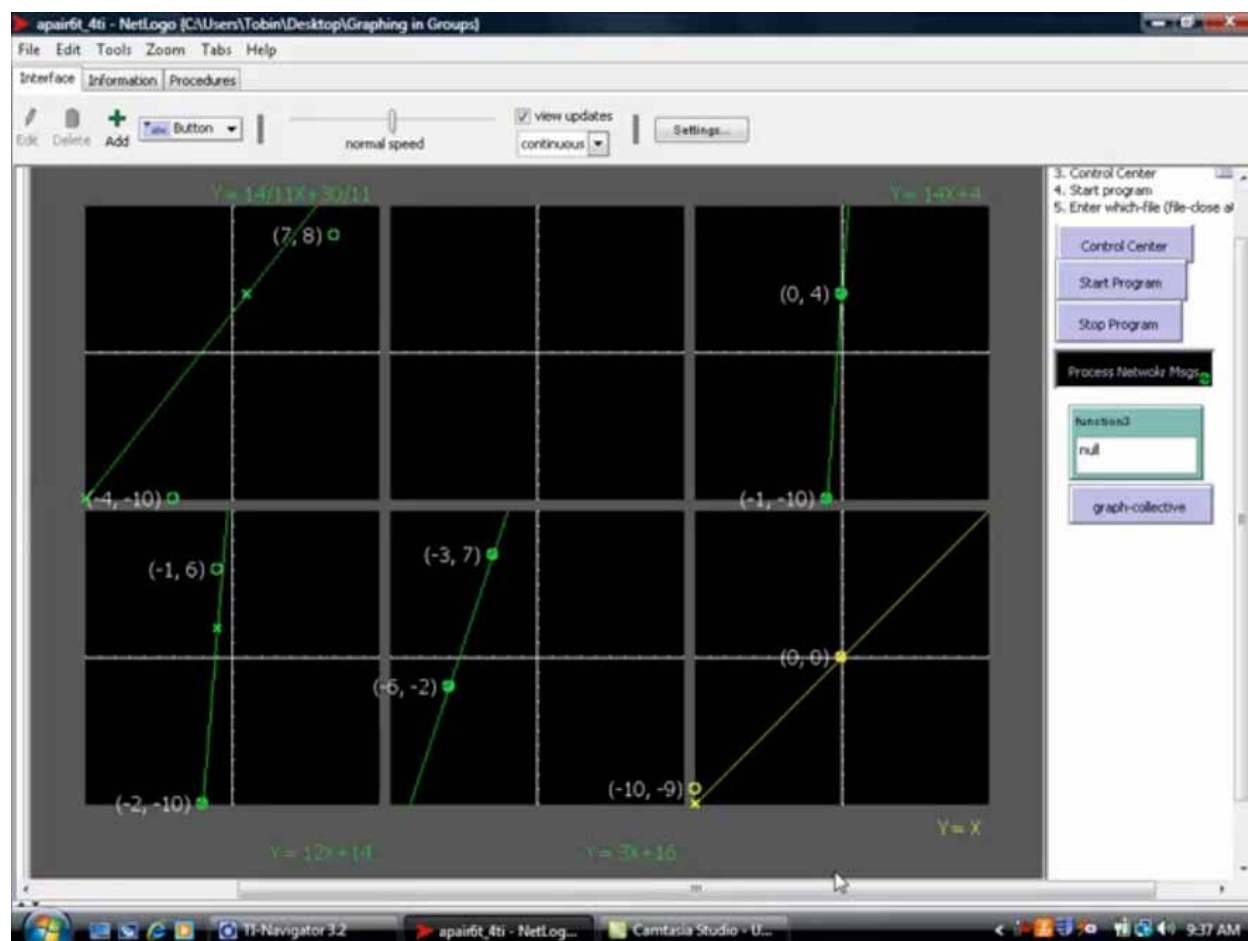 apair6t_4ti - NetLogo {C:\Users\Tobin\Desktop\Graphing in Groups}
File Edit Tools Zoom Tabs Help
Interface Information Procedures
Edit Delete Add Button
normal speed
view updates
continuous
Settings...
Y= 14/11X+30/11
Y= 14X+4
(7, 8)
(0, 4)
(-4, -10)
(-1, -10)
(-1, 6)
(-3, 7)
(0, 0)
(-6, -2)
(-10, -9)
(-2, -10)
Y= X
Y= 12X+14
Y= 3X+16
3. Control Center
4. Start program
5. Enter which-file (file-close al
Control Center
Start Program
Stop Program
Process Netwokr Msgs
function3
null
graph-collective
TI-Navigator 3.2
apair6t_4ti - NetLog...
Camtasia Studio - U...
9:37 AM